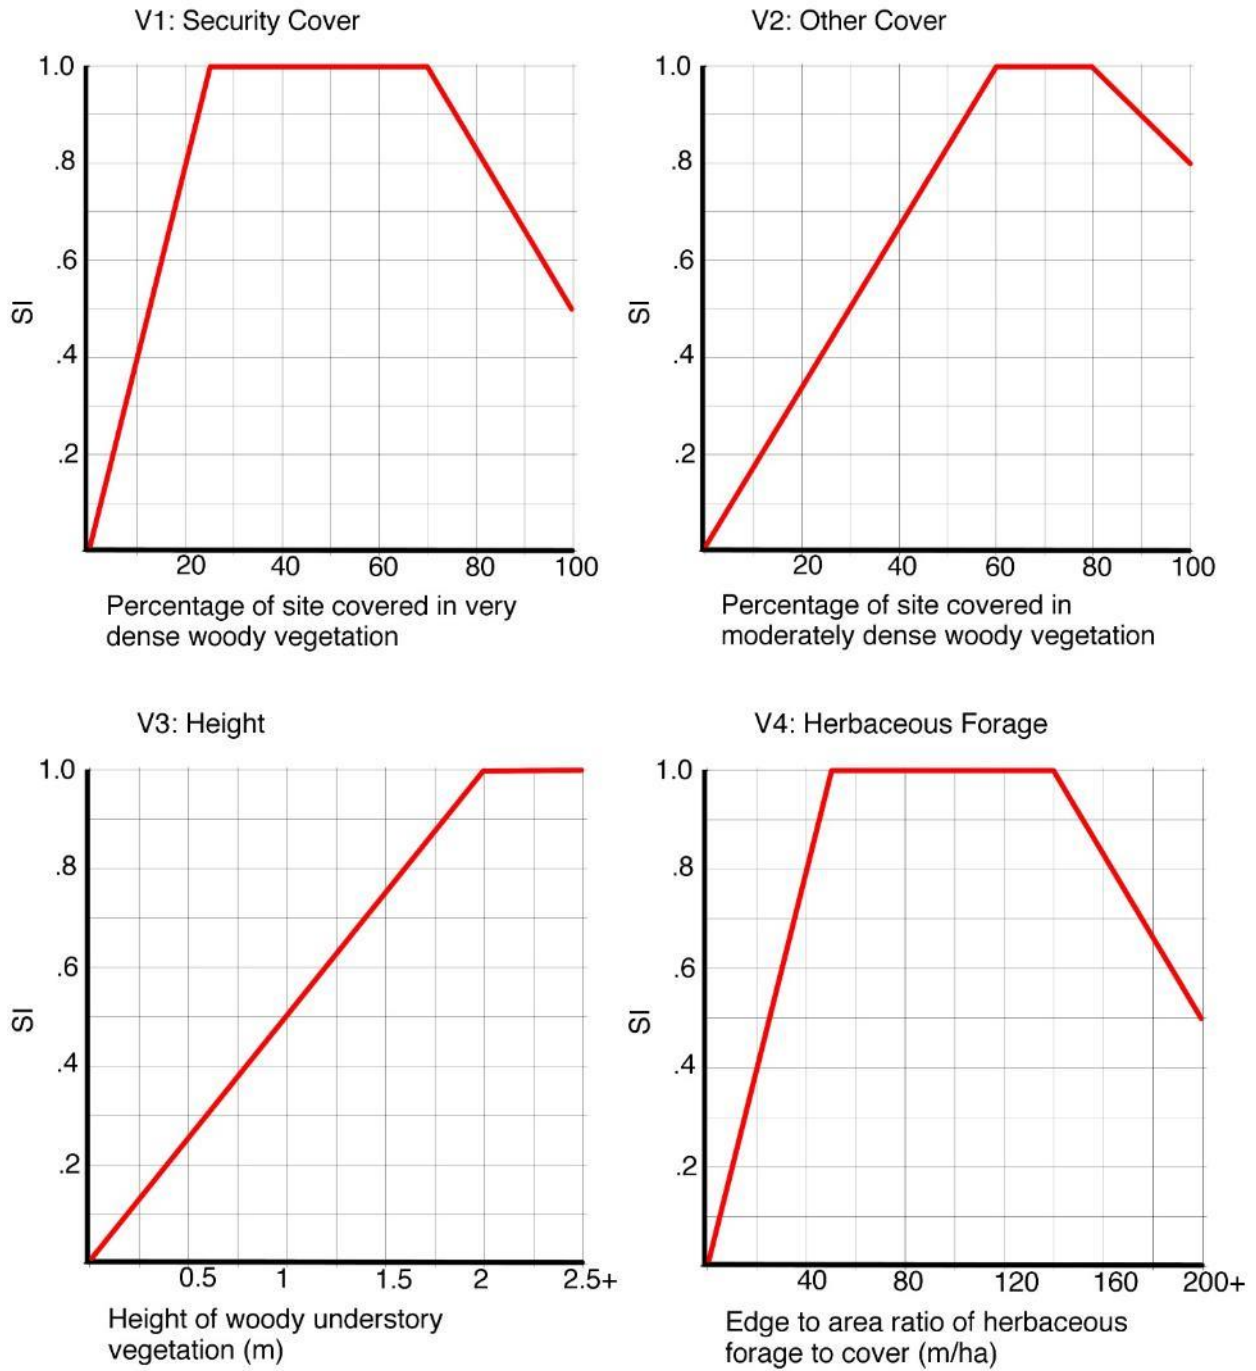 V1: Security Cover
1.0
.8
.6
.4
.2
SI
20 40 60 80 100
Percentage of site covered in very
dense woody vegetation
V2: Other Cover
1.0
.8
.6
.4
.2
SI
20 40 60 80 100
Percentage of site covered in
moderately dense woody vegetation
V3: Height
1.0
.8
.6
.4
.2
SI
0.5 1 1.5 2 2.5+
Height of woody understory
vegetation (m)
V4: Herbaceous Forage
1.0
.8
.6
.4
.2
SI
40 80 120 160 200+
Edge to area ratio of herbaceous
forage to cover (m/ha)